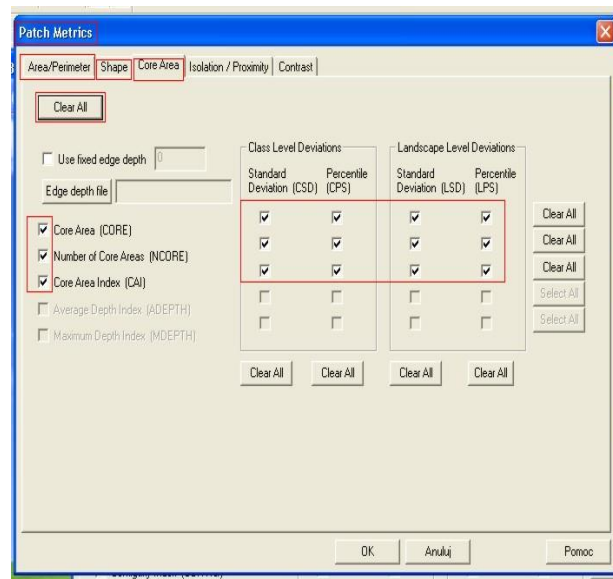 Patch Metrics
Area/Perimeter Shape Core Area Isolation / Proximity Contrast
Clear All
Use fixed edge depth 0
Edge depth file
Class Level Deviations Landscape Level Deviations
Standard Deviation (CSD) Percentile (CPS) Standard Deviation (LSD) Percentile (LPS)
Core Area (CORE) Clear All
Number of Core Areas (NCORE) Clear All
Core Area Index (CAI) Clear All
Average Depth Index (ADEPTH) Select All
Maximum Depth Index (MDEPTH) Select All
Clear All Clear All Clear All Clear All
OK Anuluj Pomoc